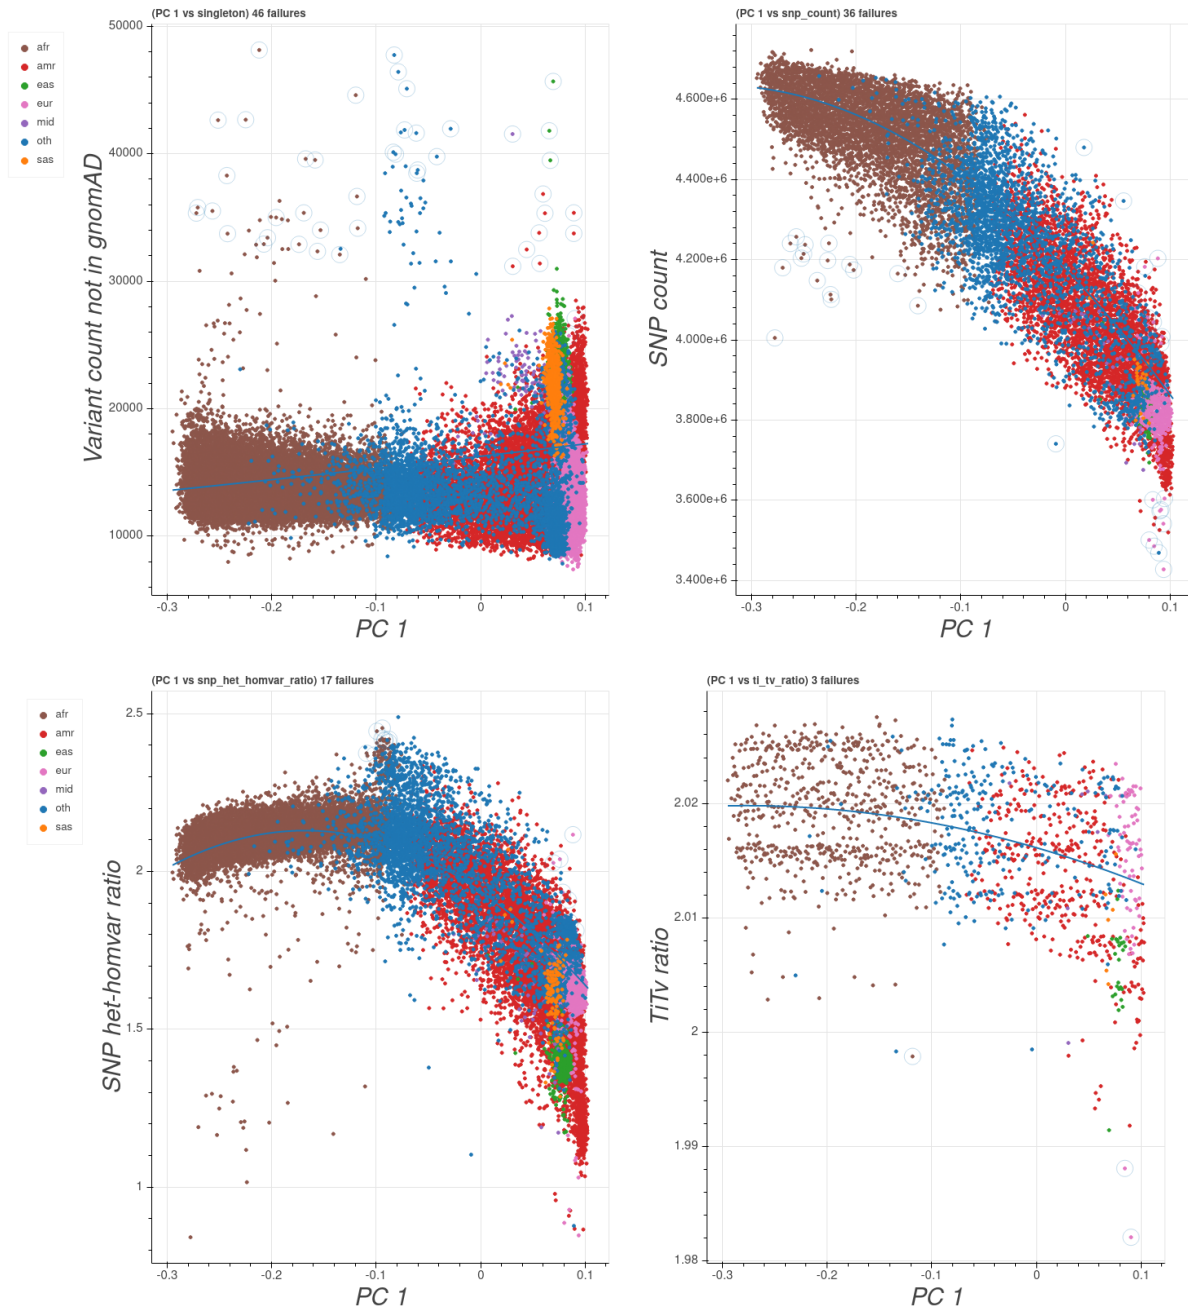 (PC 1 vs singleton) 46 failures
afr
amr
eas
eur
mid
oth
sas
50000
40000
30000
20000
10000
Variant count not in gnomAD
-0.3
-0.2
-0.1
0
0.1
PC 1
(PC 1 vs snp_count) 36 failures
4.600e+6
4.400e+6
4.200e+6
4.000e+6
3.800e+6
3.600e+6
3.400e+6
SNP count
-0.3
-0.2
-0.1
0
0.1
PC 1
(PC 1 vs snp_het_homvar_ratio) 17 failures
afr
amr
eas
eur
mid
oth
sas
2.5
2
1.5
1
SNP het-homvar ratio
-0.3
-0.2
-0.1
0
0.1
PC 1
(PC 1 vs ti_tv_ratio) 3 failures
2.02
2.01
2
1.99
1.98
TiTv ratio
-0.3
-0.2
-0.1
0
0.1
PC 1